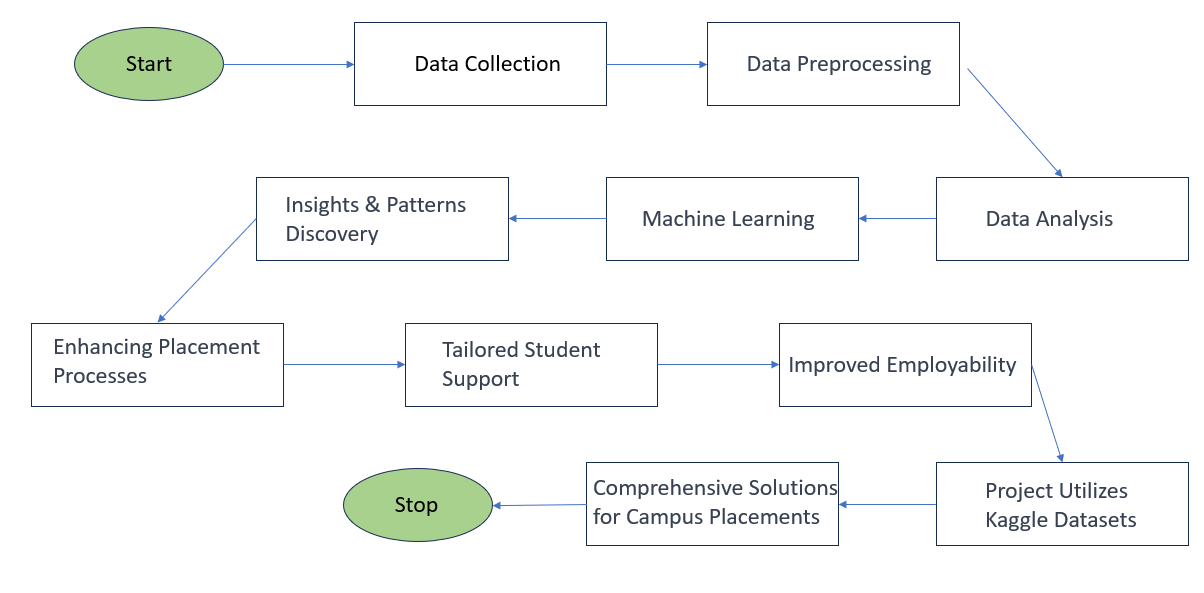 Start
Data Collection
Data Preprocessing
Insights & Patterns
Discovery
Machine Learning
Data Analysis
Enhancing Placement
Processes
Tailored Student
Support
Improved Employability
Stop
Comprehensive Solutions
for Campus Placements
Project Utilizes
Kaggle Datasets